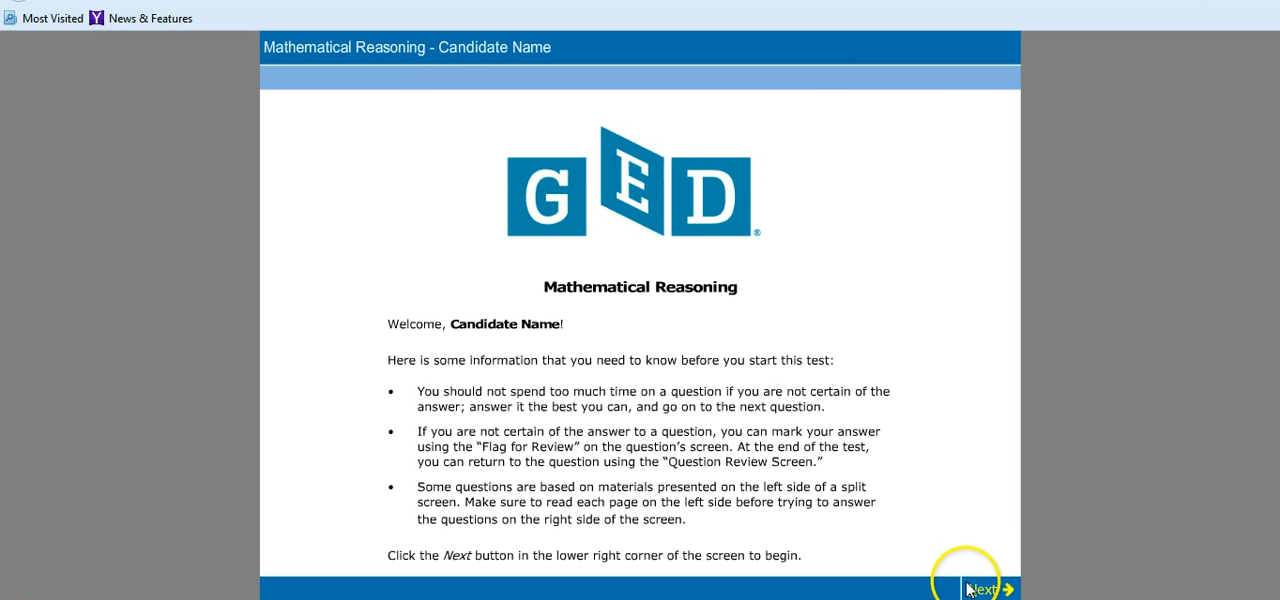 Most Visited News & Features
Mathematical Reasoning - Candidate Name
GED®
Mathematical Reasoning
Welcome, Candidate Name!
Here is some information that you need to know before you start this test:
• You should not spend too much time on a question if you are not certain of the
answer; answer it the best you can, and go on to the next question.
• If you are not certain of the answer to a question, you can mark your answer
using the “Flag for Review” on the question’s screen. At the end of the test,
you can return to the question using the “Question Review Screen.”
• Some questions are based on materials presented on the left side of a split
screen. Make sure to read each page on the left side before trying to answer
the questions on the right side of the screen.
Click the Next button in the lower right corner of the screen to begin.
Next